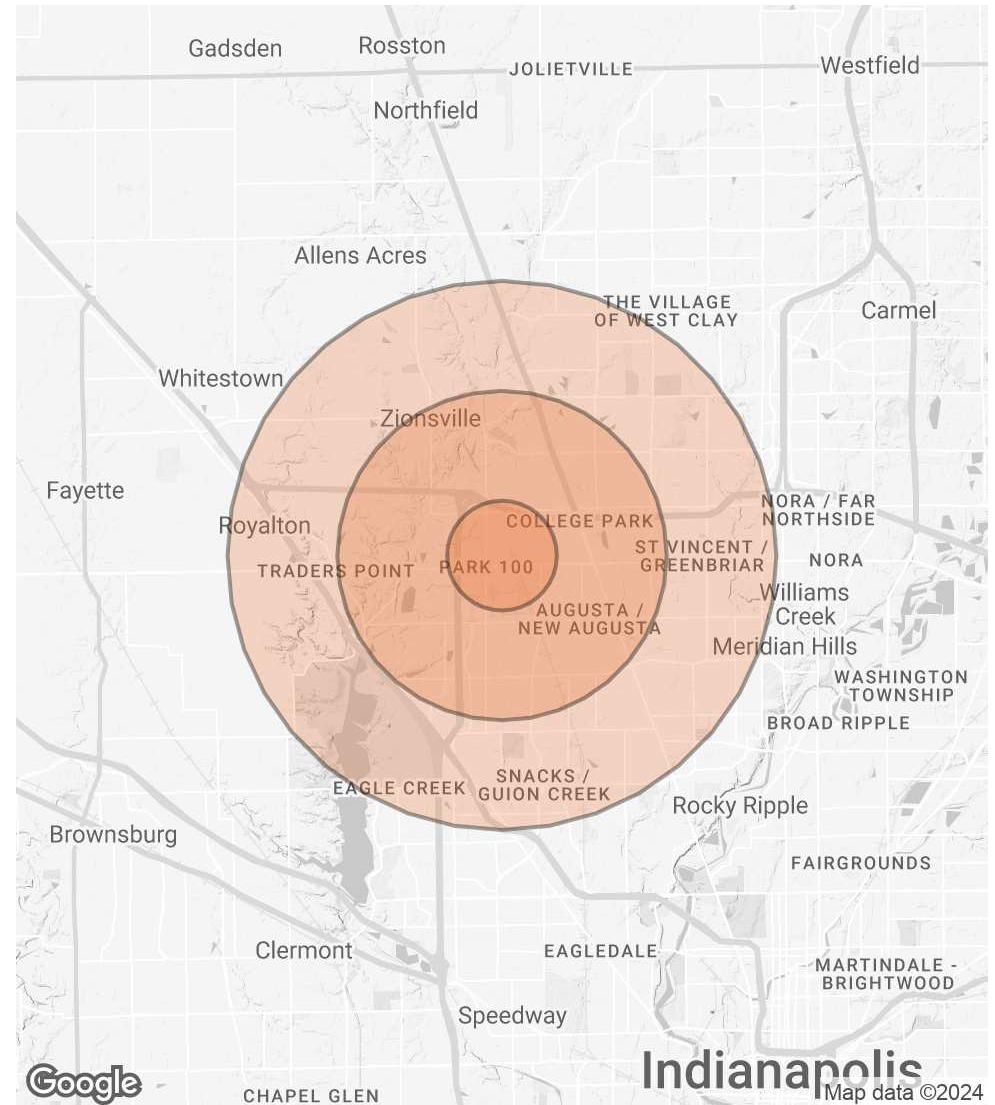 Gadsden
Rosston
JOLIETVILLE
Westfield
Northfield
Allens Acres
THE VILLAGE
OF WEST CLAY
Carmel
Whitestown
Zionsville
Fayette
Royalton
COLLEGE PARK
NORA / FAR
NORTHSIDE
TRADERS POINT
PARK 100
ST VINCENT /
GREENBRIAR
NORA
Williams
Creek
AUGUSTA /
NEW AUGUSTA
Meridian Hills
WASHINGTON
TOWNSHIP
BROAD RIPPLE
EAGLE CREEK
SNACKS /
GUION CREEK
Rocky Ripple
Brownsburg
FAIRGROUNDS
Clermont
EAGLEDALE
MARTINDALE -
BRIGHTWOOD
Speedway
Indianapolis
Google
CHAPEL GLEN
Map data ©2024